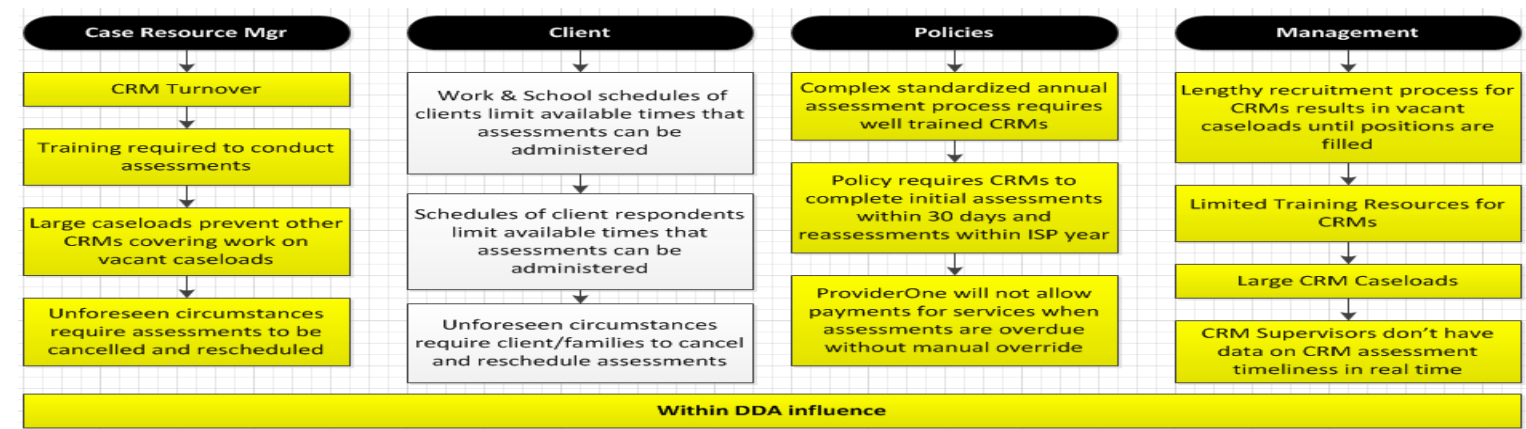 Case Resource Mgr
CRM Turnover
Training required to conduct
assessments
Large caseloads prevent other
CRMs covering work on
vacant caseloads
Unforeseen circumstances
require assessments to be
cancelled and rescheduled
Client
Work & School schedules of
clients limit available times that
assessments can be
administered
Schedules of client respondents
limit available times that
assessments can be
administered
Unforeseen circumstances
require client/families to cancel
and reschedule assessments
Policies
Complex standardized annual
assessment process requires
well trained CRMs
Policy requires CRMs to
complete initial assessments
within 30 days and
reassessments within ISP year
ProviderOne will not allow
payments for services when
assessments are overdue
without manual override
Management
Lengthy recruitment process for
CRMs results in vacant
caseloads until positions are
filled
Limited Training Resources for
CRMs
Large CRM Caseloads
CRM Supervisors don't have
data on CRM assessment
timeliness in real time
Within DDA influence